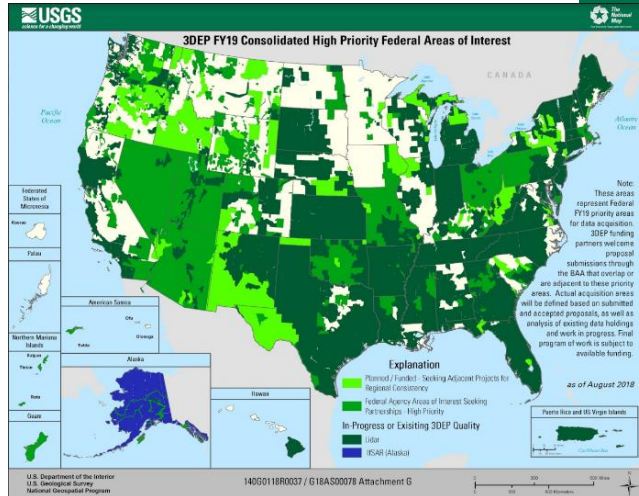 USGS
science for a changing world
The
National
Map
3DEP FY19 Consolidated High Priority Federal Areas of Interest
CANADA
Pacific
Ocean
Atlantic
Ocean
Federated
States of
Micronesia
Kosrae
Palau
Northern Mariana
Islands
Saipan
Tinian
Rota
Guam
American Samoa
Ofu
Olosega
Tutuila
Alaska
Hawaii
Note:
These areas
represent Federal
FY19 priority areas
for data acquisition.
3DEP funding
partners welcome
proposal
submissions through
the BAA that overlap or
are adjacent to these priority
areas. Actual acquisition areas
will be defined based on submitted
and accepted proposals, as well as
analysis of existing data holdings
and work in progress. Final
program of work is subject to
available funding.
as of August 2018
Explanation
Planned / Funded - Seeking Adjacent Projects for
Regional Consistency
Federal Agency Areas of Interest Seeking
Partnerships - High Priority
In-Progress or Exisiting 3DEP Quality
Lidar
IfSAR (Alaska)
Puerto Rico and US Virgin Islands
Caribbean Sea
U.S. Department of the Interior
U.S. Geological Survey
National Geospatial Program
140G0118R0037 / G18AS00078 Attachment G